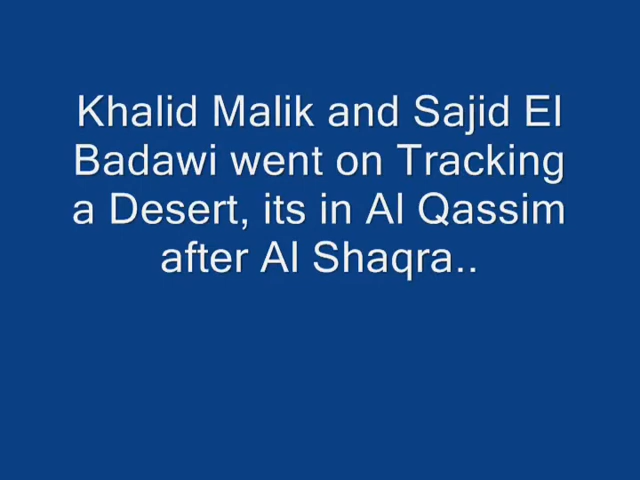 Khalid Malik and Sajid El
Badawi went on Tracking
a Desert, its in Al Qassim
after Al Shaqra..